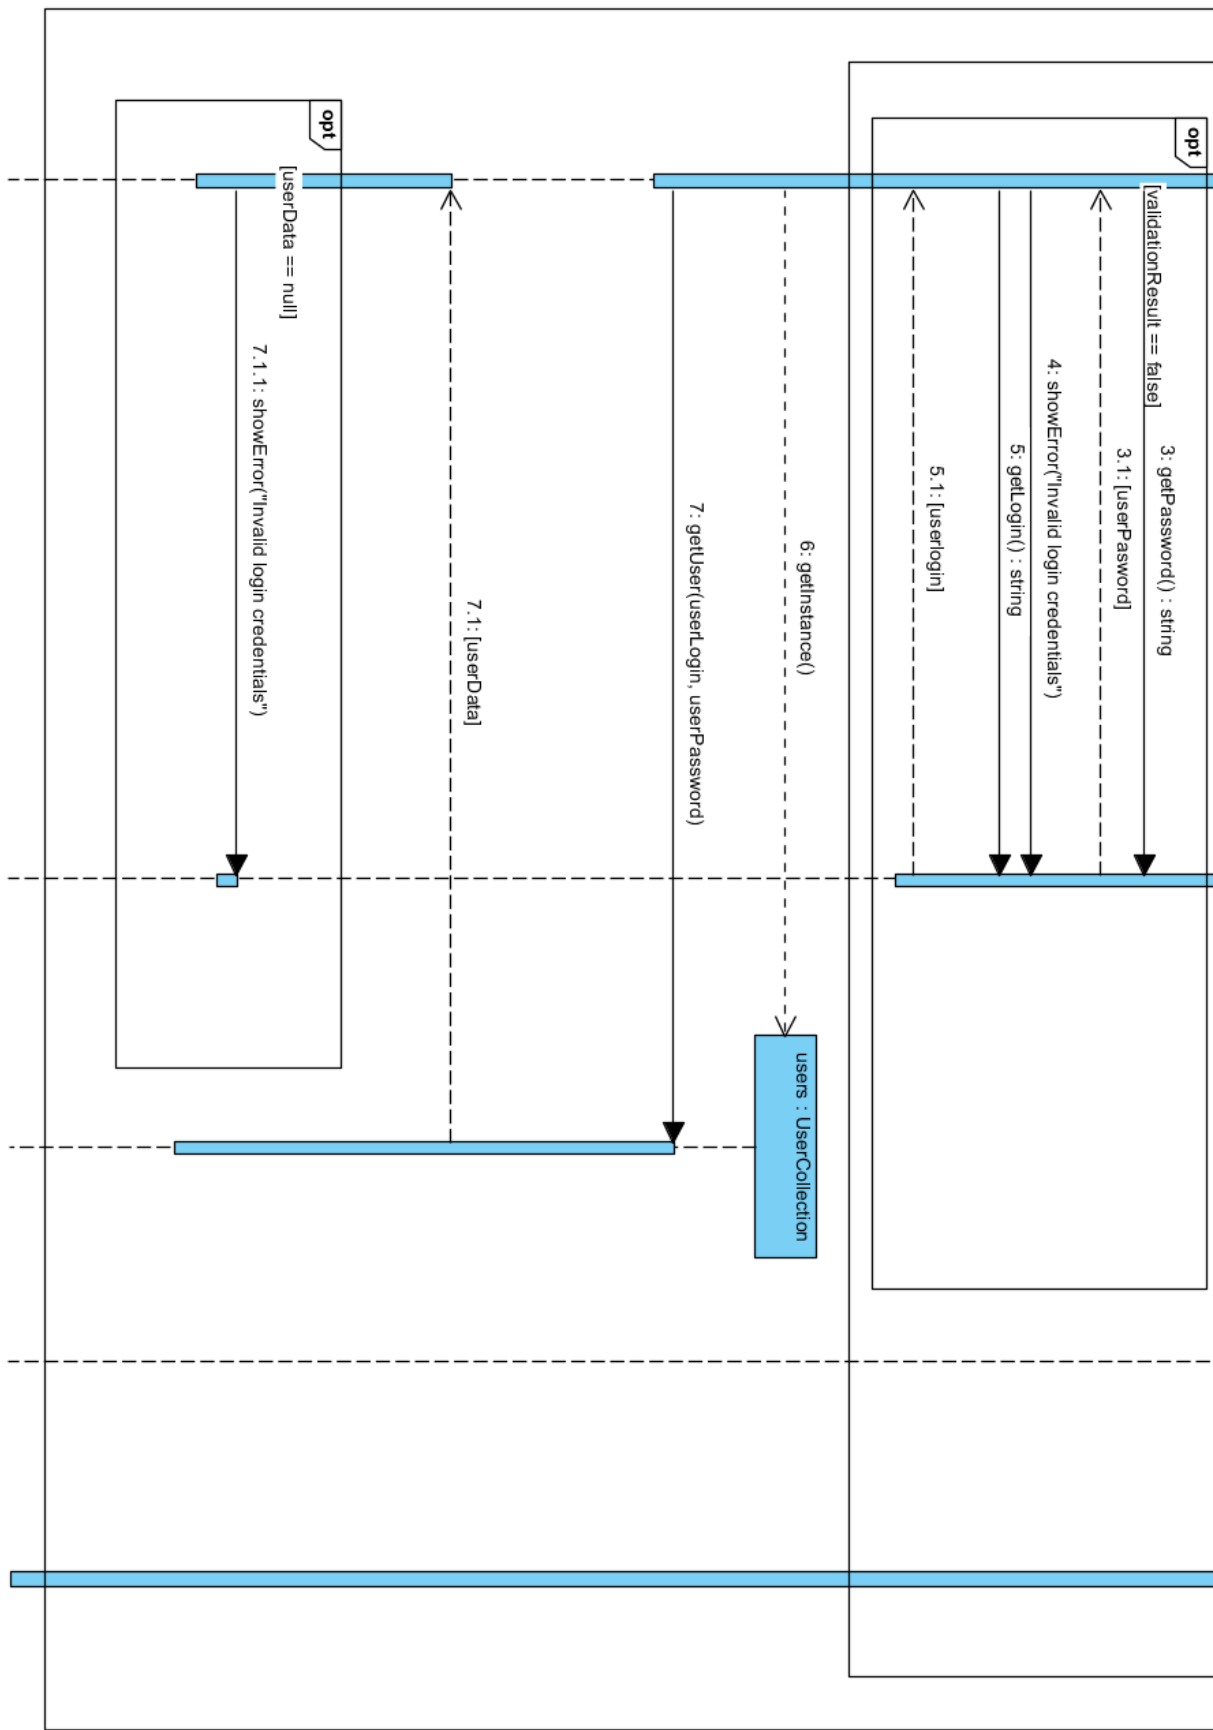 opt
[validationResult == false]
3: getPassword() : string
3.1: [userPasword]
4: showError("Invalid login credentials")
5: getLogin() : string
5.1: [userlogin]
6: getInstance()
users : UserCollection
7: getUser(userLogin, userPassword)
7.1: [userData]
opt
[userData == null]
7.1.1: showError("Invalid login credentials")